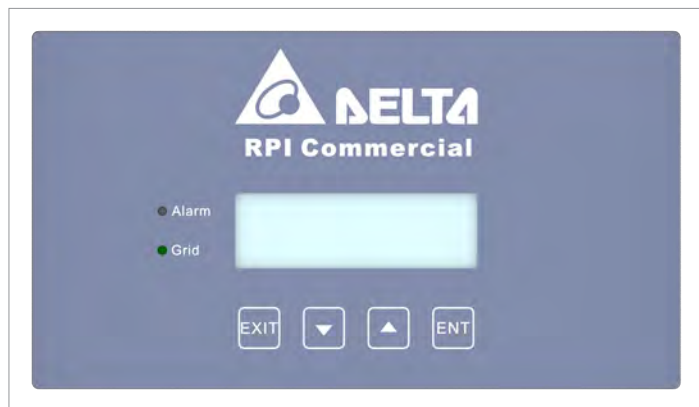 DELTA
RPI Commercial
Alarm
Grid
EXIT
ENT